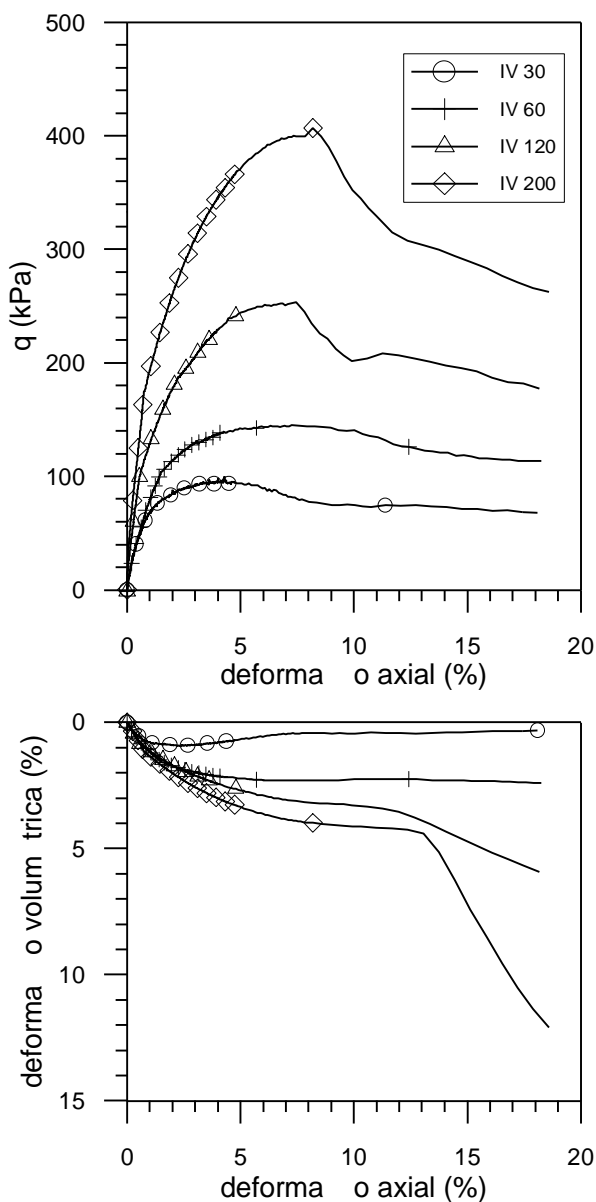 500
400
300
200
100
0
q (kPa)
IV 30
IV 60
IV 120
IV 200
0 5 10 15 20
deforma o axial (%)
0
5
10
15
deforma o volum trica (%)
0 5 10 15 20
deforma o axial (%)